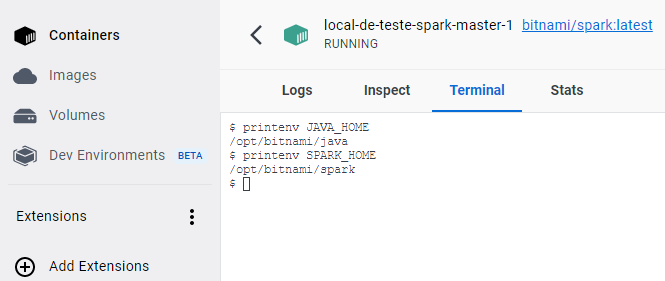 Containers
Images
Volumes
Dev Environments BETA
Extensions
Add Extensions
local-de-teste-spark-master-1 bitnami/spark:latest
RUNNING
Logs Inspect Terminal Stats
$ printenv JAVA_HOME
/opt/bitnami/java
$ printenv SPARK_HOME
/opt/bitnami/spark
$